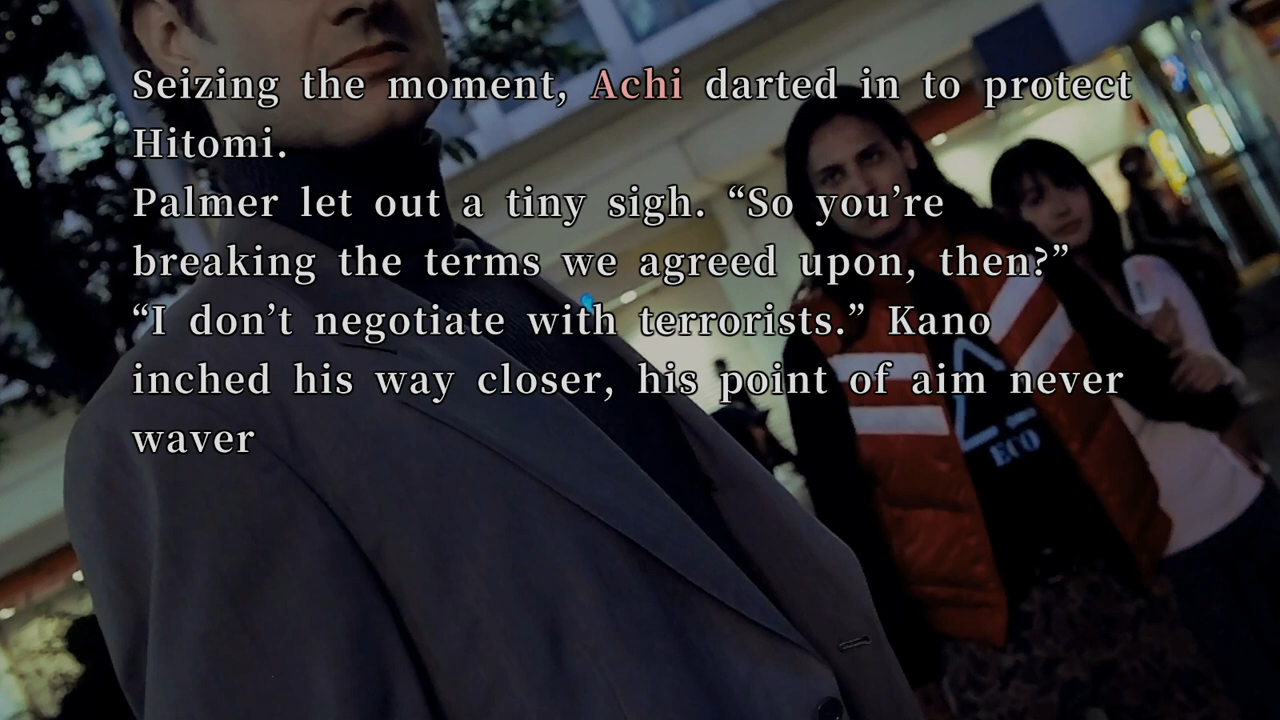 Seizing the moment, Achi darted in to protect
Hitomi.
Palmer let out a tiny sigh. “So you’re
breaking the terms we agreed upon, then?”
“I don’t negotiate with terrorists.” Kano
inched his way closer, his point of aim never
waver
ECO